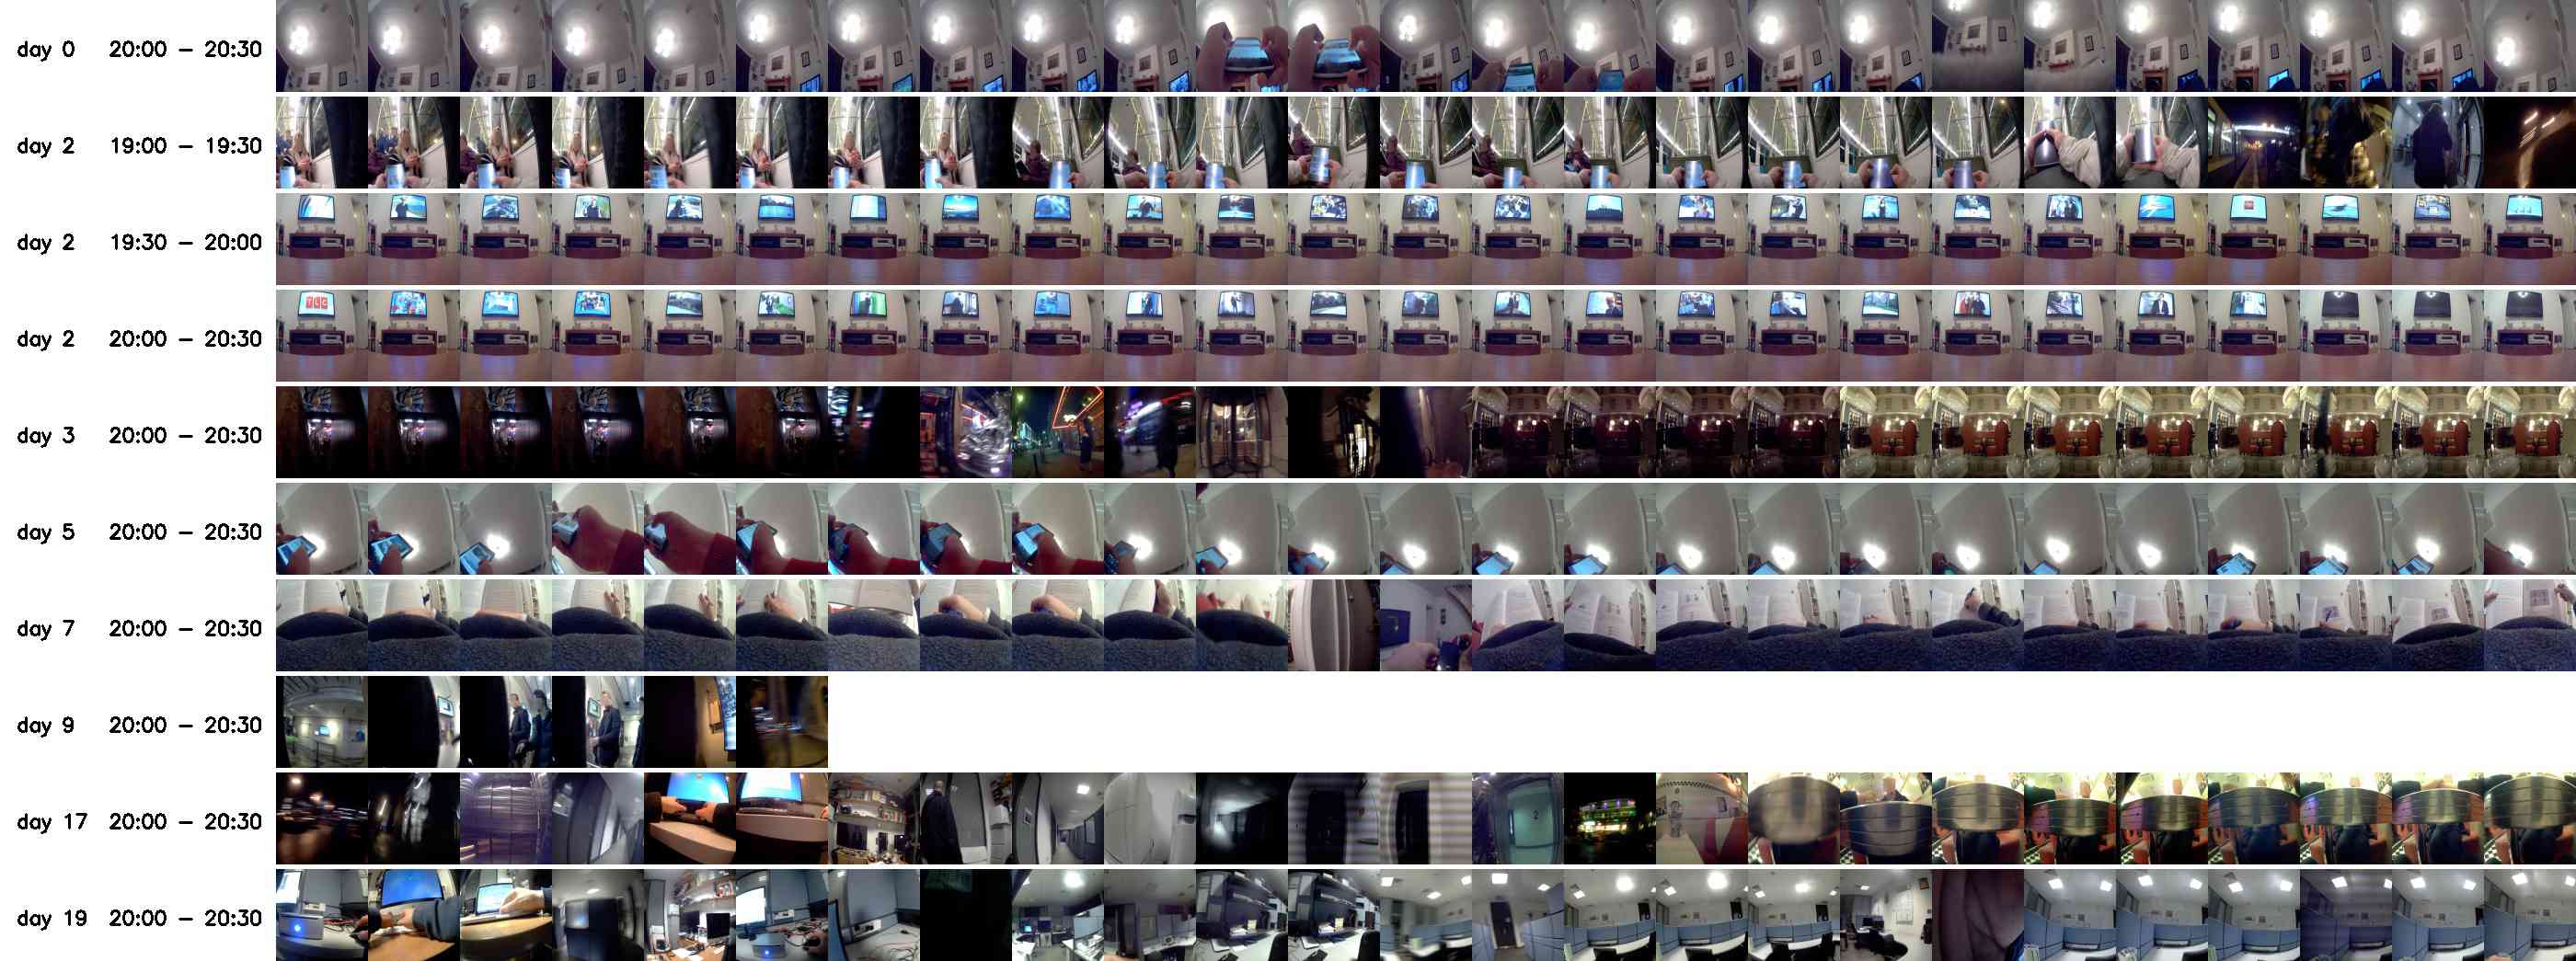 day 0 20:00 – 20:30
day 2 19:00 – 19:30
day 2 19:30 – 20:00
day 2 20:00 – 20:30
TLC
day 3 20:00 – 20:30
day 5 20:00 – 20:30
day 7 20:00 – 20:30
day 9 20:00 – 20:30
day 17 20:00 – 20:30
2
day 19 20:00 – 20:30